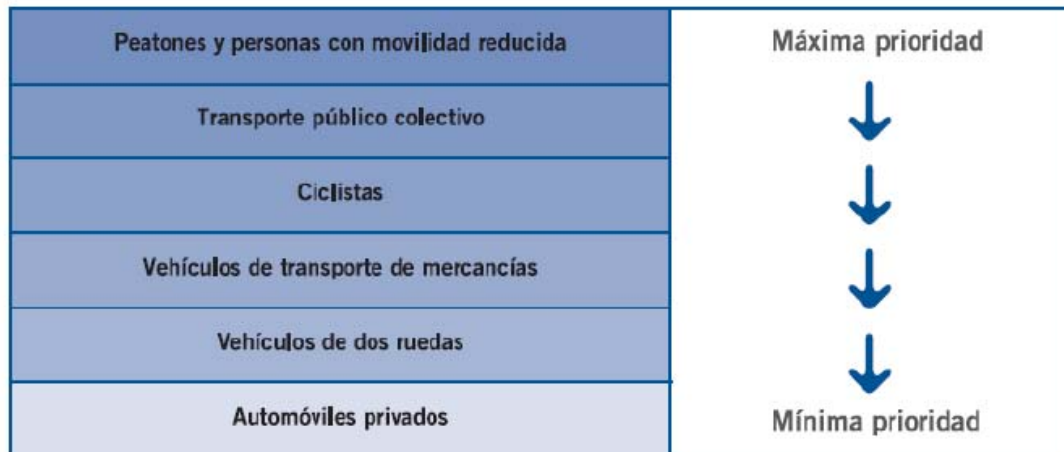 Peatones y personas con movilidad reducida
Máxima prioridad
Transporte público colectivo
Ciclistas
Vehículos de transporte de mercancías
Vehículos de dos ruedas
Automóviles privados
Mínima prioridad